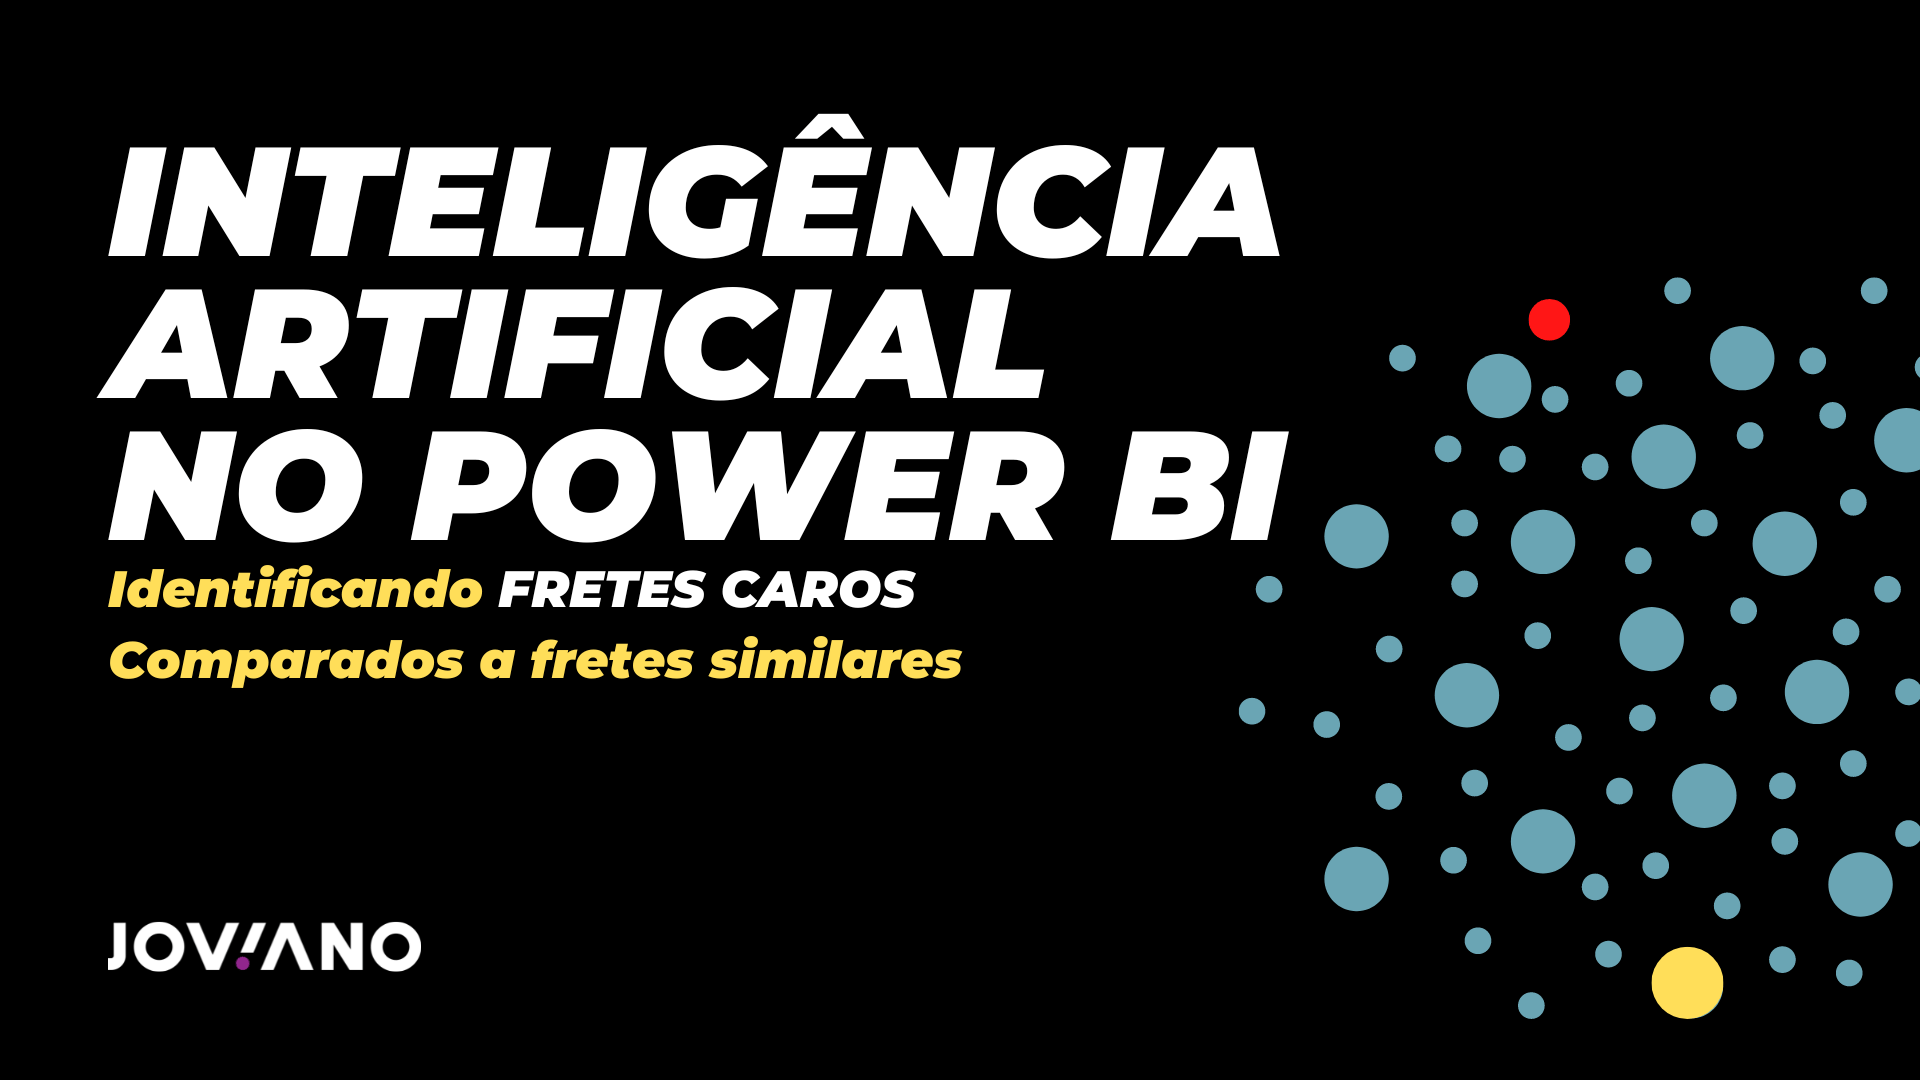 INTELIGÊNCIA
ARTIFICIAL
NO POWER BI
Identificando FRETES CAROS
Comparados a fretes similares
JOVIANO